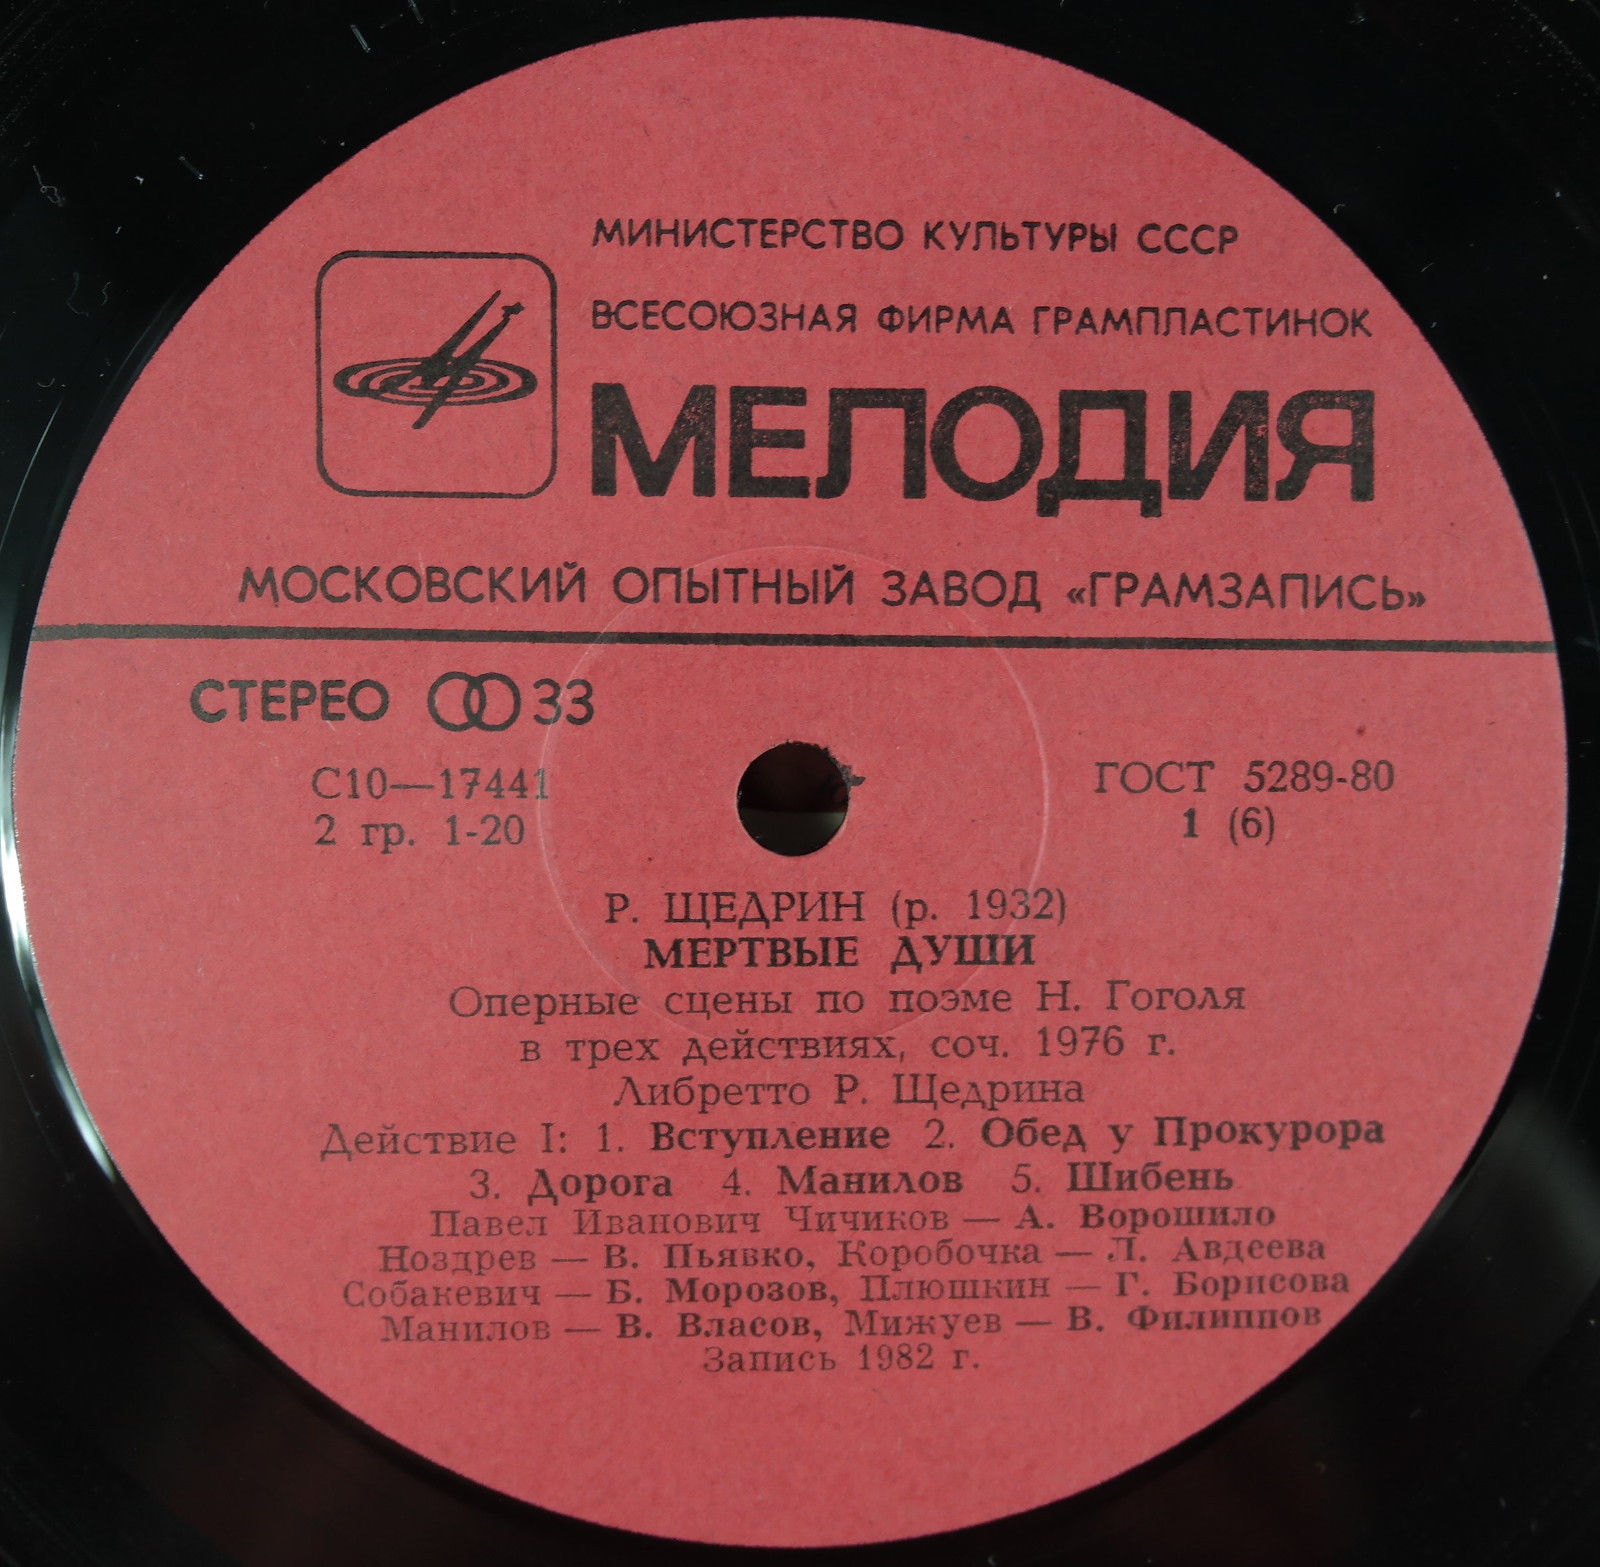 МИНИСТЕРСТВО КУЛЬТУРЫ СССР
ВСЕСОЮЗНАЯ ФИРМА ГРАМПЛАСТИНОК
МЕЛОДИЯ
МОСКОВСКИЙ ОПЫТНЫЙ ЗАВОД «ГРАМЗАПИСЬ»
СТЕРЕО 33
С10—17441
2 гр. 1-20
ГОСТ 5289-80
1 (6)
Р. ЩЕДРИН (р. 1932)
МЕРТВЫЕ ДУШИ
Оперные сцены по поэме Н. Гоголя
в трех действиях, соч. 1976 г.
Либретто Р. Щедрина
Действие I: 1. Вступление 2. Обед у Прокурора
3. Дорога 4. Манилов 5. Шибень
Павел Иванович Чичиков — А. Ворошило
Ноздрев — В. Пьявко, Коробочка — Л. Авдеева
Собакевич — Б. Морозов, Плюшкин — Г. Борисова
Манилов — В. Власов, Мижуев — В. Филиппов
Запись 1982 г.